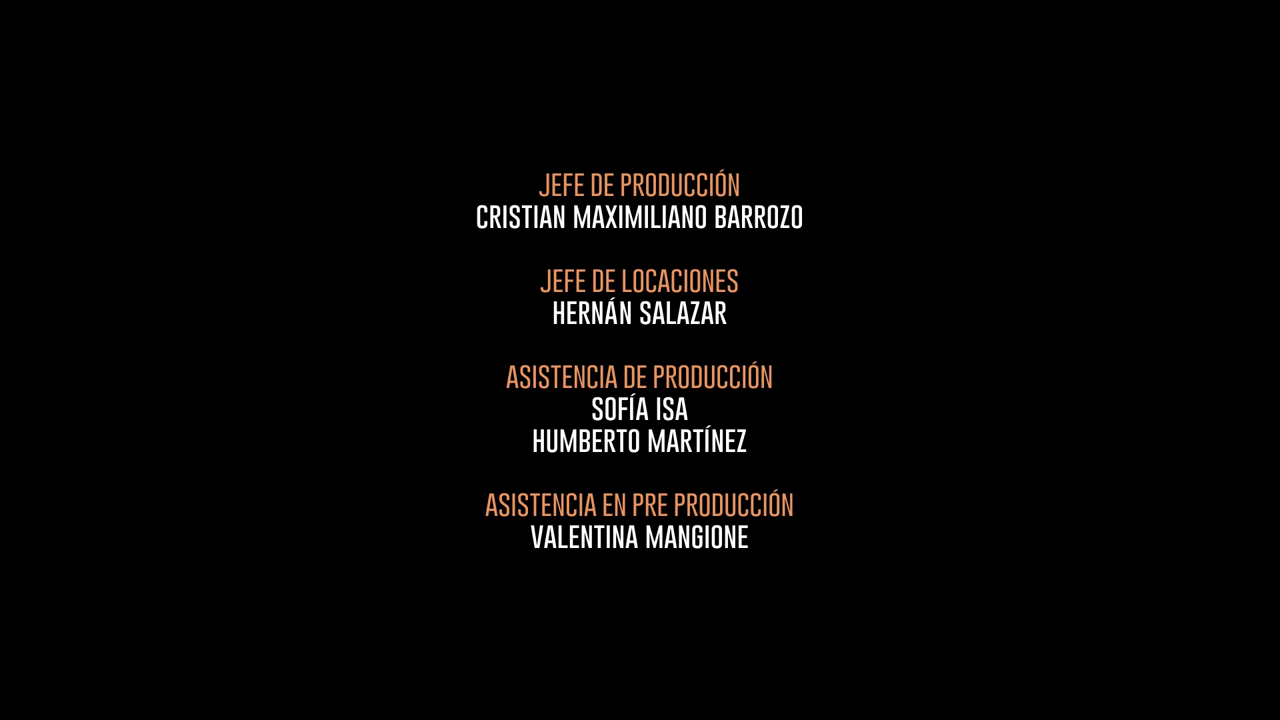 JEFE DE PRODUCCIÓN
CRISTIAN MAXIMILIANO BARROZO
JEFE DE LOCACIONES
HERNÁN SALAZAR
ASISTENCIA DE PRODUCCIÓN
SOFÍA ISA
HUMBERTO MARTÍNEZ
ASISTENCIA EN PRE PRODUCCIÓN
VALENTINA MANGIONE